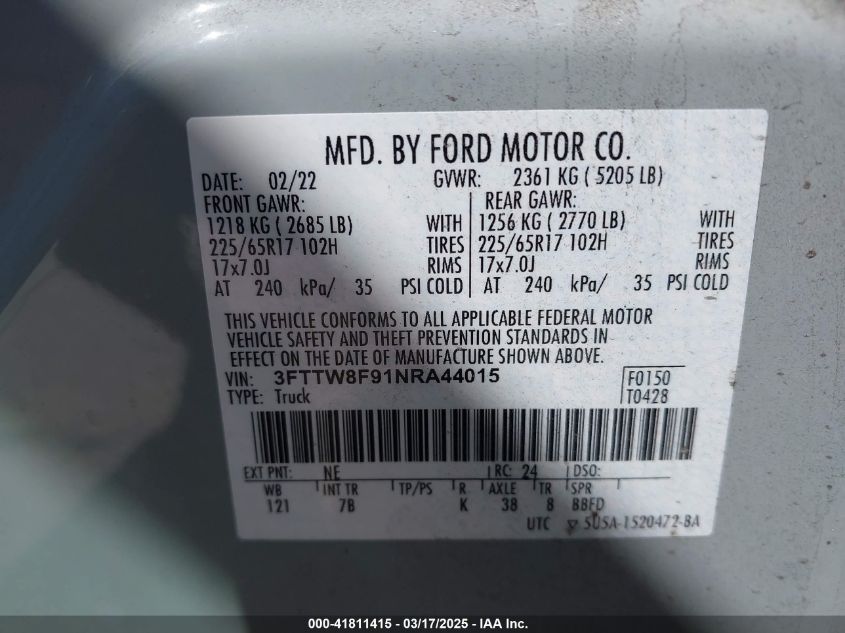 MFD. BY FORD MOTOR CO.
DATE: 02/22 GVWR: 2361 KG ( 5205 LB)
FRONT GAWR: REAR GAWR:
1218 KG ( 2685 LB) WITH 1256 KG ( 2770 LB) WITH
225/65R17 102H TIRES 225/65R17 102H TIRES
17x7.0J RIMS 17x7.0J RIMS
AT 240 kPa/ 35 PSI COLD AT 240 kPa/ 35 PSI COLD
THIS VEHICLE CONFORMS TO ALL APPLICABLE FEDERAL MOTOR
VEHICLE SAFETY AND THEFT PREVENTION STANDARDS IN
EFFECT ON THE DATE OF MANUFACTURE SHOWN ABOVE.
VIN: 3FTTW8F91NRA44015 F0150
TYPE: Truck T0428
EXT PNT: NE RC: 24 DSO:
WB INT TR TP/PS R AXLE TR SPR
121 7B K 38 8 BBFD
UTC 5U5A-1520472-BA
000-41811415 - 03/17/2025 - IAA Inc.